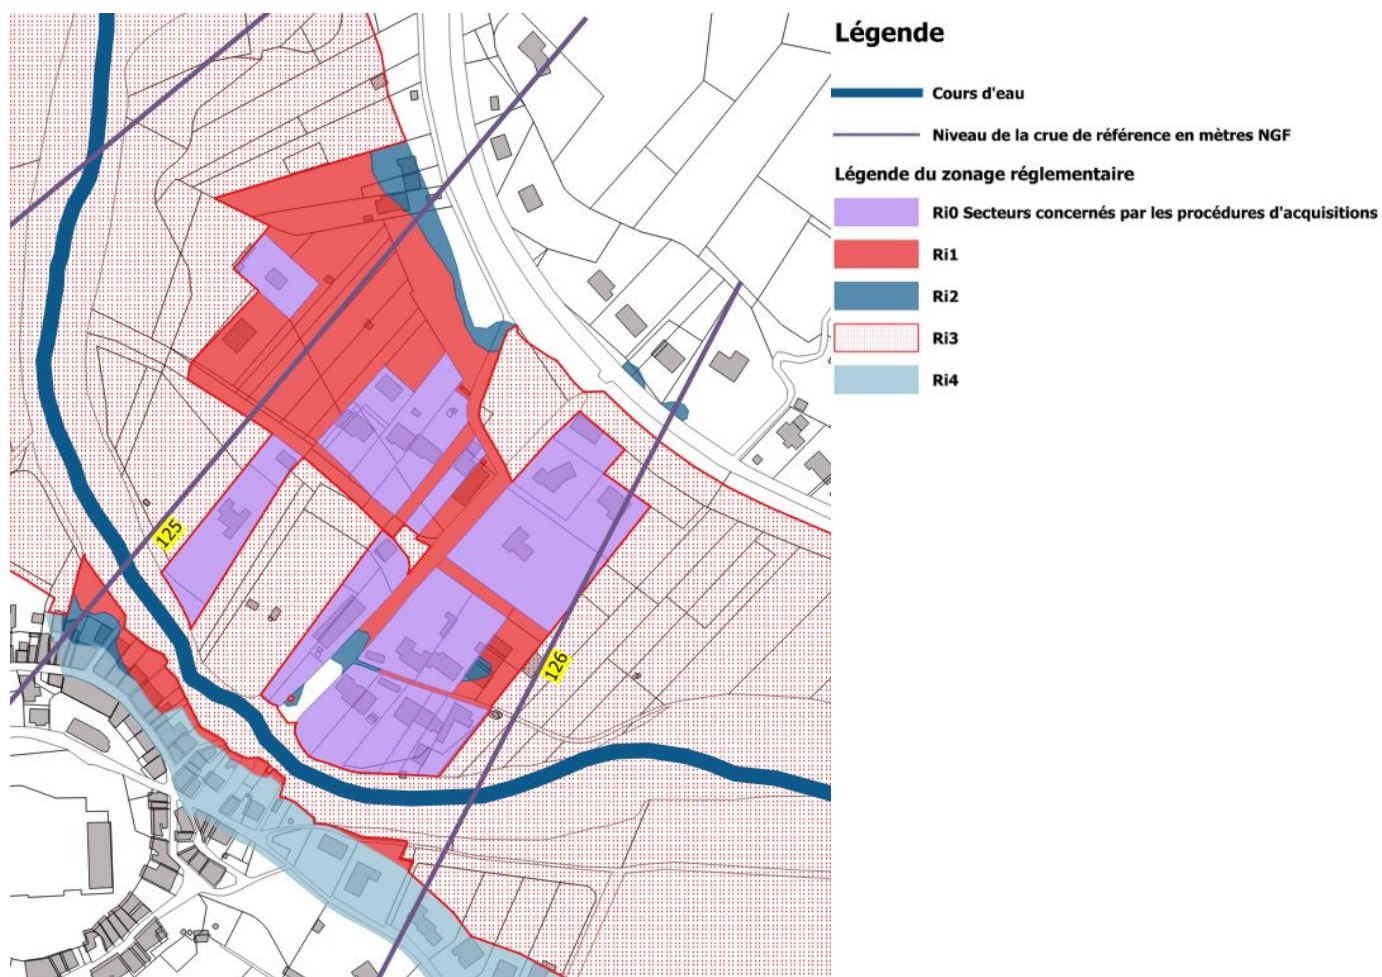 Légende
Cours d'eau
Niveau de la crue de référence en mètres NGF
Légende du zonage réglementaire
Ri0 Secteurs concernés par les procédures d'acquisitions
Ri1
Ri2
Ri3
Ri4
125
126